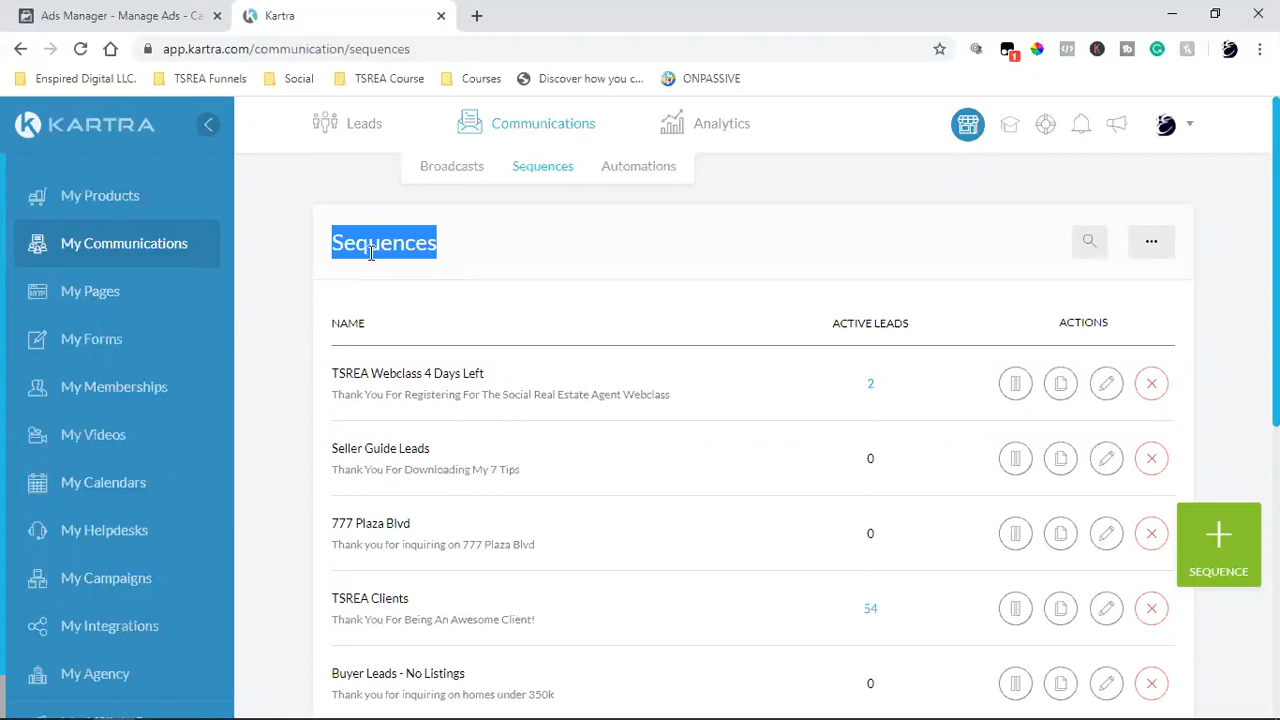 Ads Manager - Manage Ads - Ca
Kartra
app.kartra.com/communication/sequences
1
Enspired Digital LLC.
TSREA Funnels
Social
TSREA Course
Courses
Discover how you c...
ONPASSIVE
KARTRA
Leads
Communications
Analytics
Broadcasts
Sequences
Automations
My Products
My Communications
My Pages
My Forms
My Memberships
My Videos
My Calendars
My Helpdesks
My Campaigns
My Integrations
My Agency
Sequences
NAME
ACTIVE LEADS
ACTIONS
TSREA Webclass 4 Days Left
Thank You For Registering For The Social Real Estate Agent Webclass
2
Seller Guide Leads
Thank You For Downloading My 7 Tips
0
777 Plaza Blvd
Thank you for inquiring on 777 Plaza Blvd
0
TSREA Clients
Thank You For Being An Awesome Client!
54
Buyer Leads - No Listings
Thank you for inquiring on homes under 350k
0
SEQUENCE